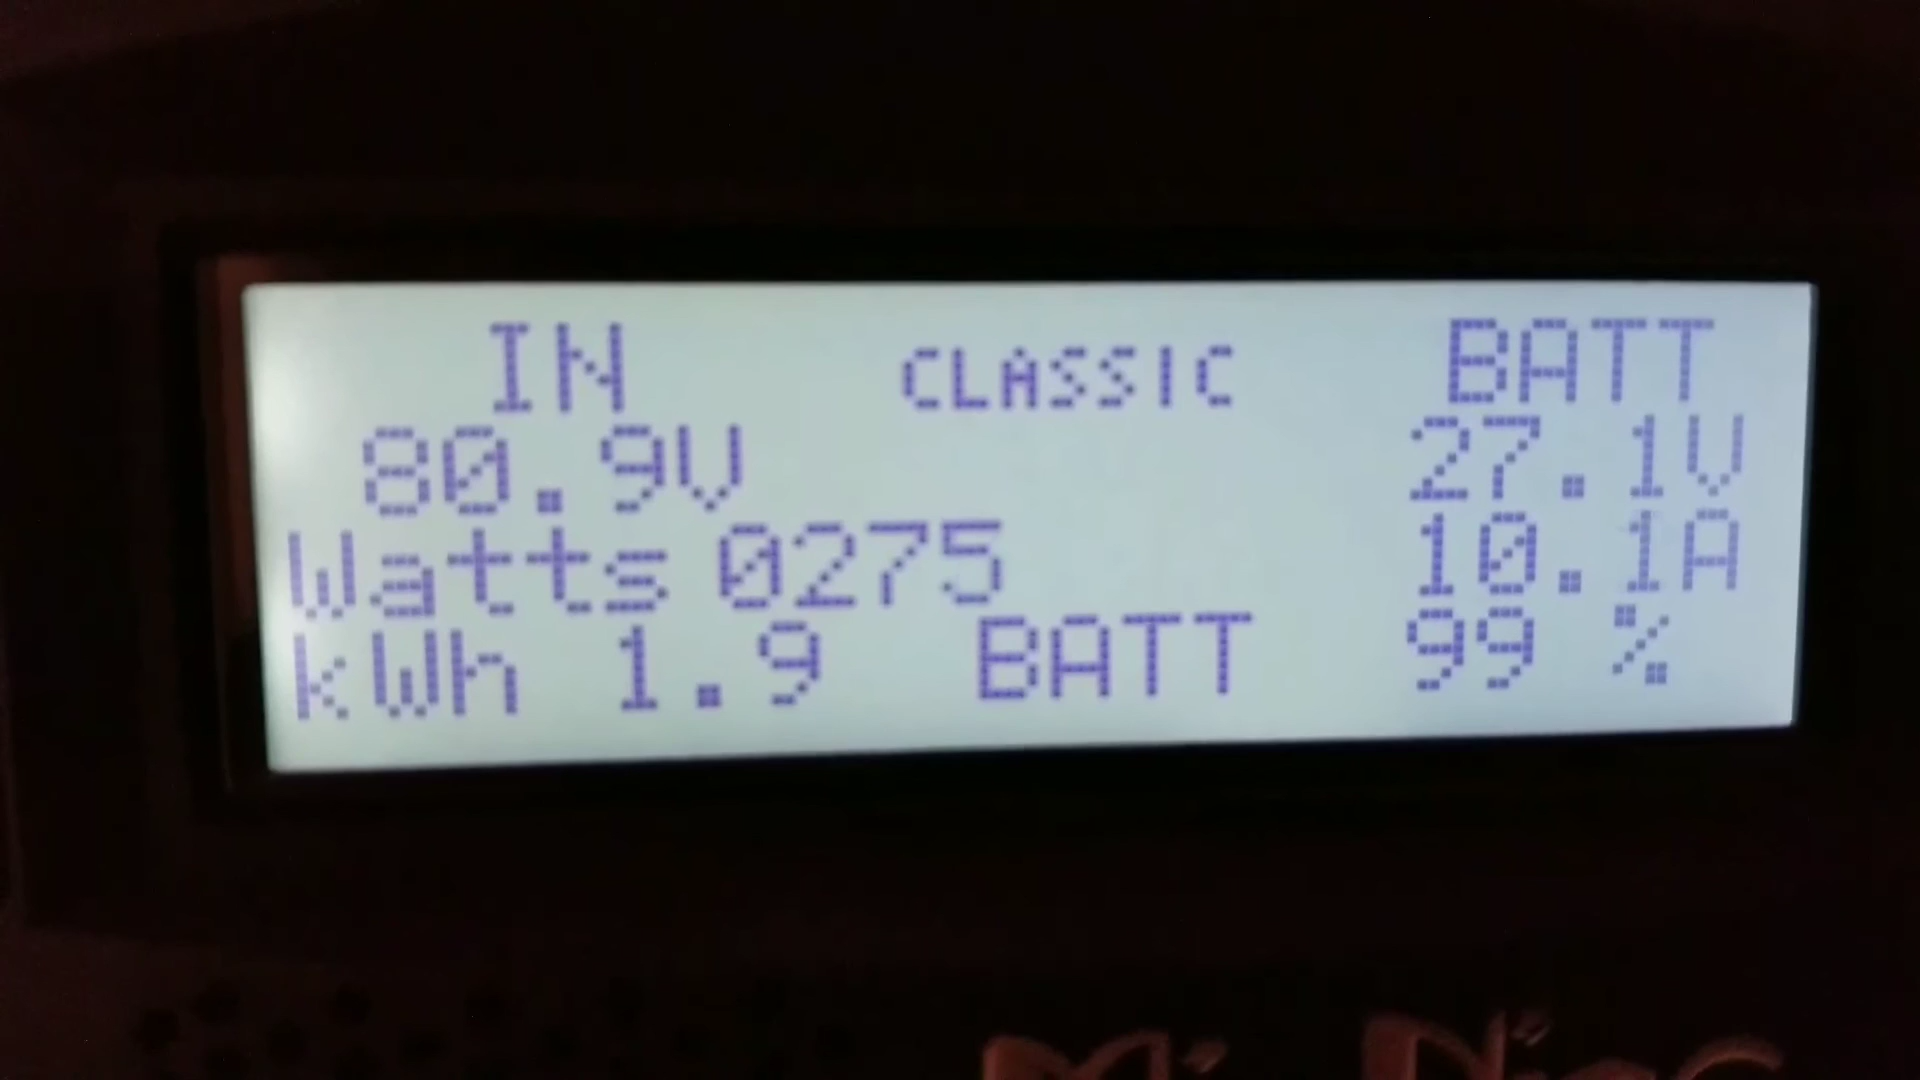 IN CLASSIC BATT
80.9V 27.1V
Watts 0275 10.1A
kWh 1.9 BATT 99 %